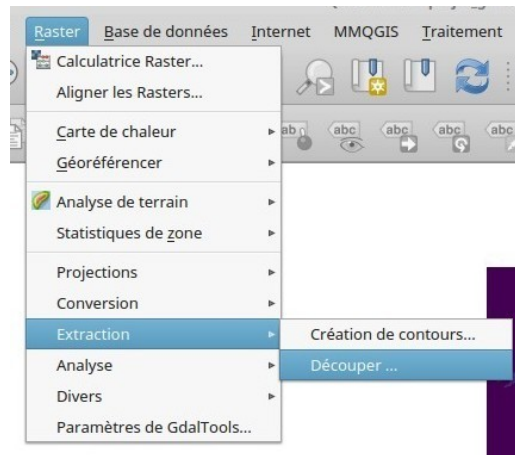 Raster Base de données Internet MMQGIS Traitement
Calculatrice Raster...
Aligner les Rasters...
Carte de chaleur
Géoréférencer
ab abc abc abc abc
Analyse de terrain
Statistiques de zone
Projections
Conversion
Extraction
Création de contours...
Découper ...
Analyse
Divers
Paramètres de GdalTools...